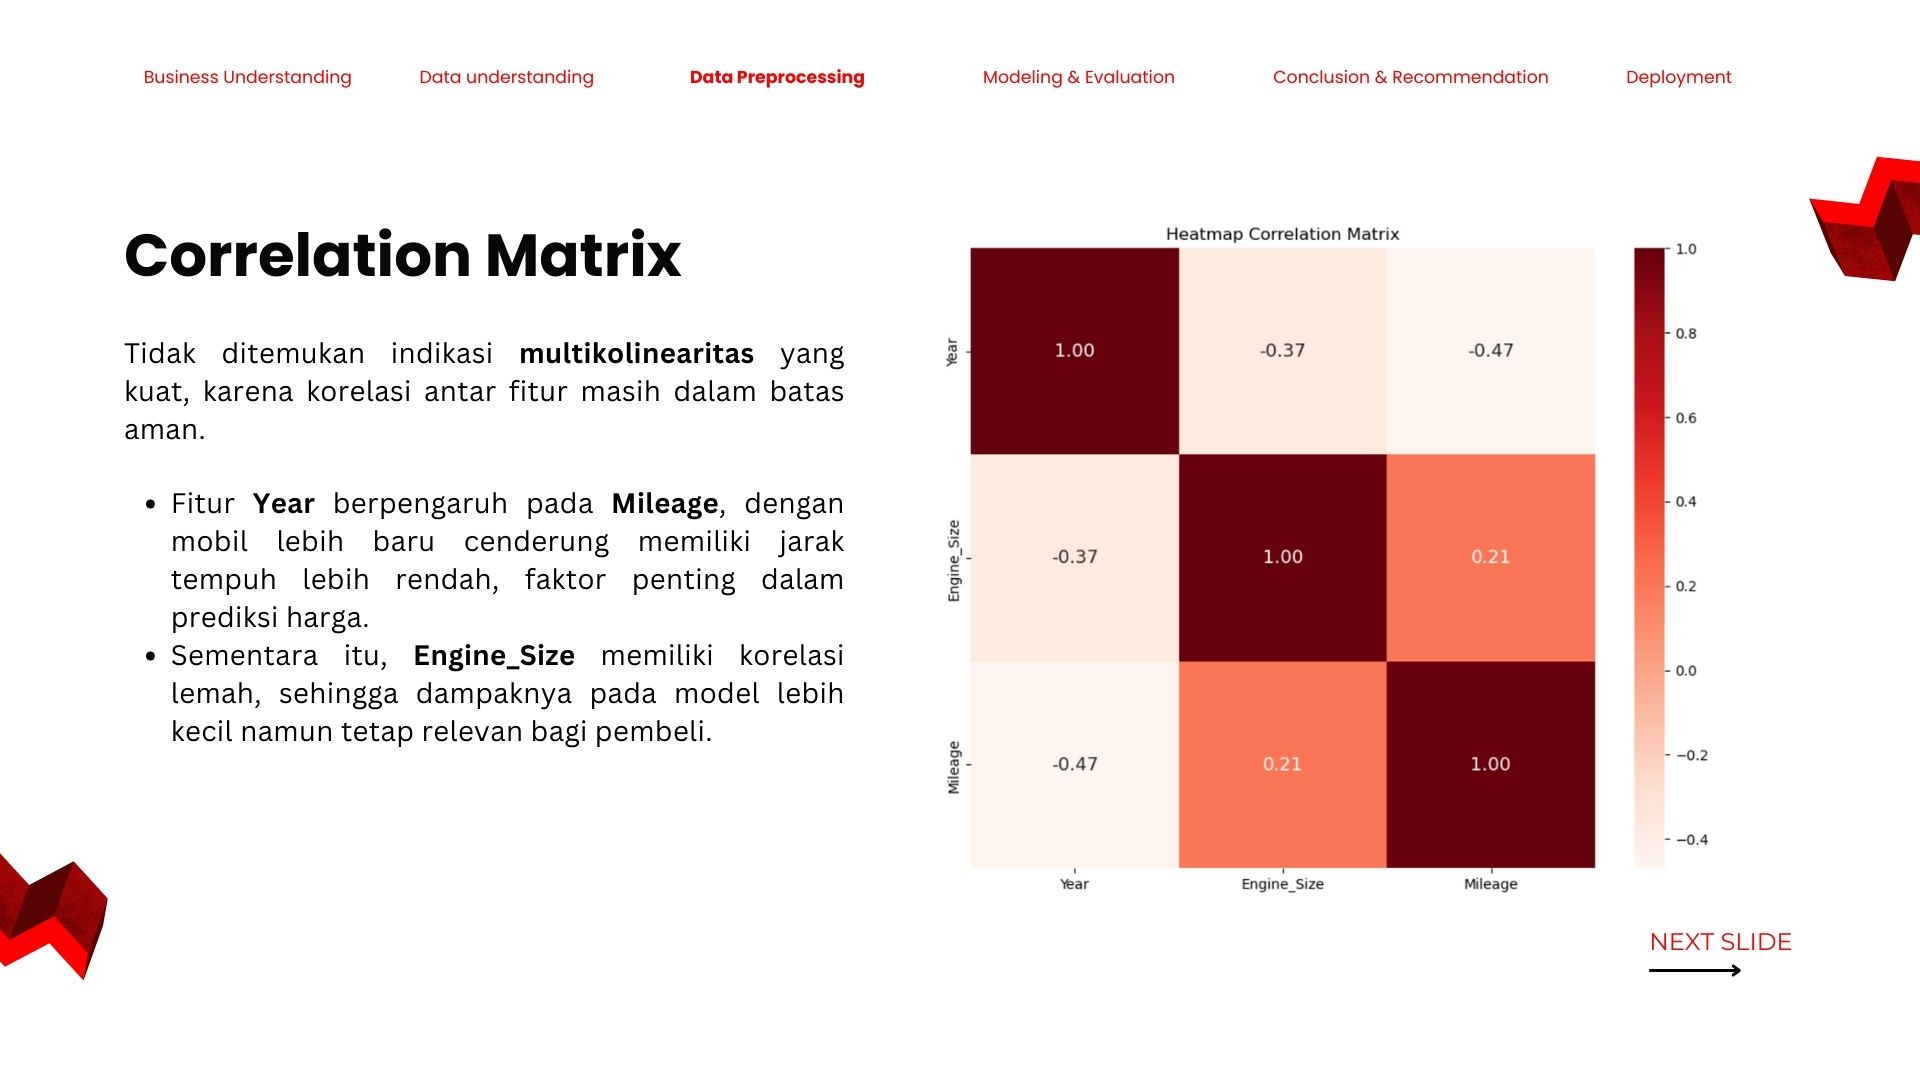 Business Understanding
Data understanding
Data Preprocessing
Modeling & Evaluation
Conclusion & Recommendation
Deployment
Correlation Matrix
Tidak ditemukan indikasi multikolinearitas yang
kuat, karena korelasi antar fitur masih dalam batas
aman.
• Fitur Year berpengaruh pada Mileage, dengan
mobil lebih baru cenderung memiliki jarak
tempuh lebih rendah, faktor penting dalam
prediksi harga.
• Sementara itu, Engine_Size memiliki korelasi
lemah, sehingga dampaknya pada model lebih
kecil namun tetap relevan bagi pembeli.
Heatmap Correlation Matrix
Year
1.00
-0.37
-0.47
Engine_Size
-0.37
1.00
0.21
Mileage
-0.47
0.21
1.00
Year
Engine_Size
Mileage
1.0
0.8
0.6
0.4
0.2
0.0
−0.2
−0.4
NEXT SLIDE